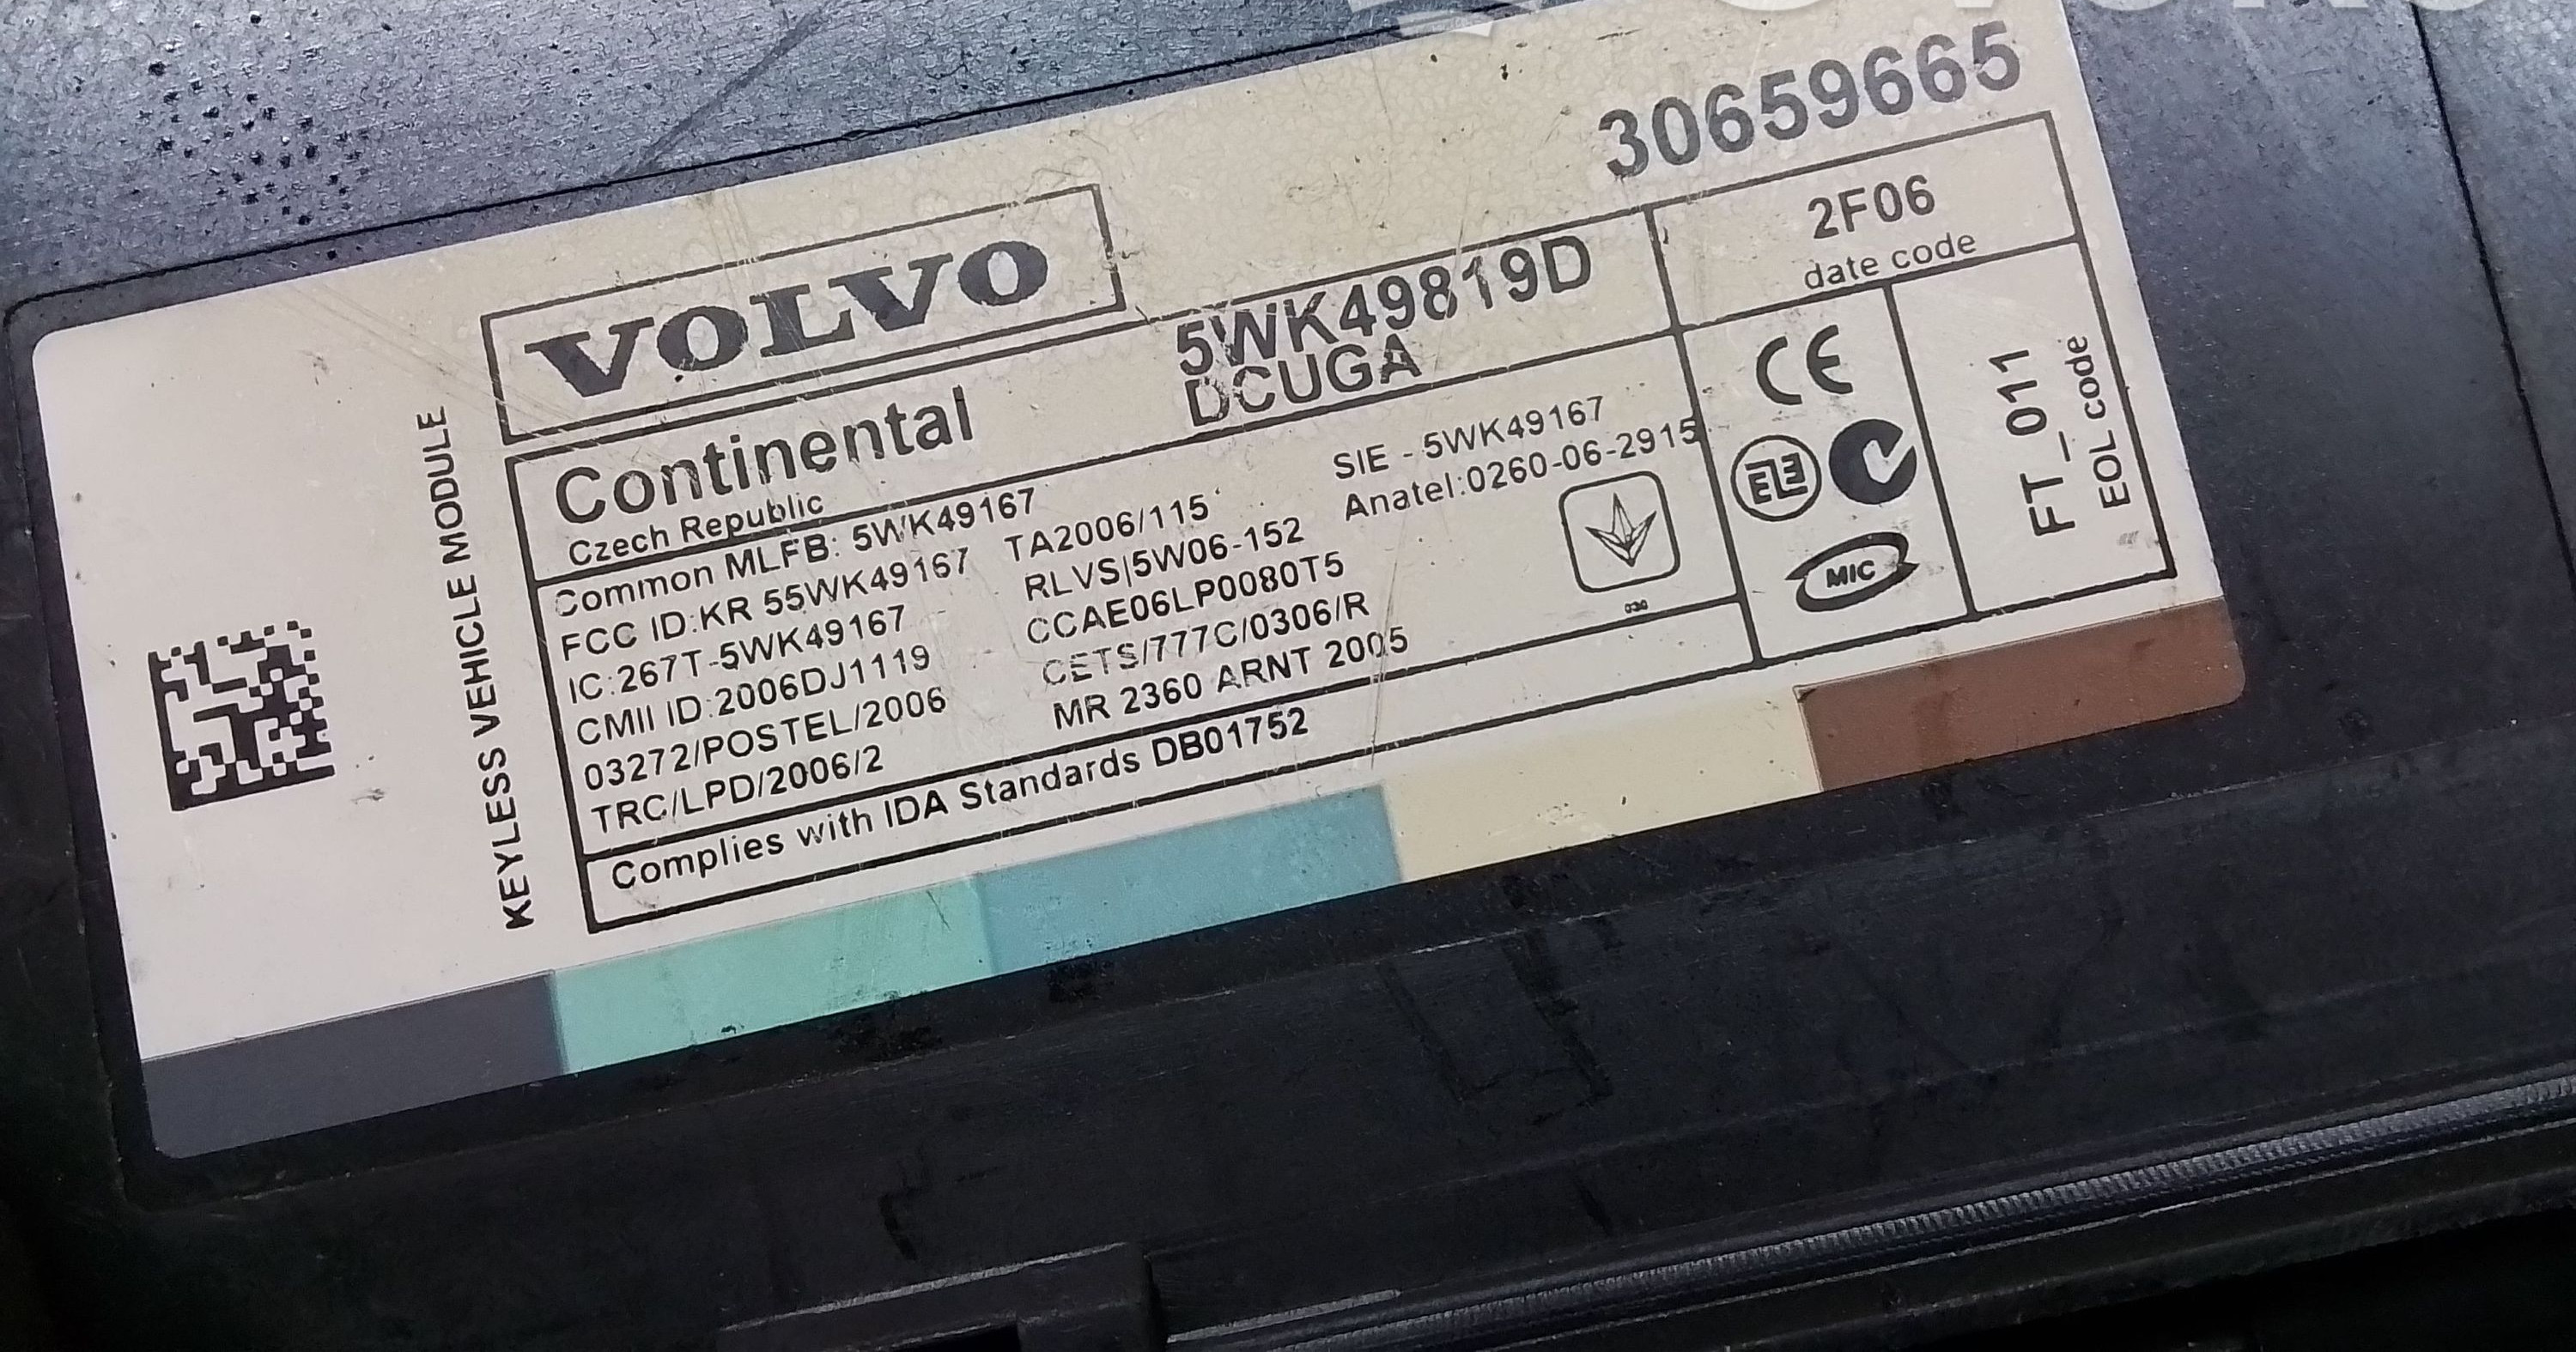 30659665
VOLVO
2F06
date code
5WK49819D
DCUGA
Continental
Czech Republic
KEYLESS VEHICLE MODULE
Common MLFB: 5WK49167
FCC ID:KR 55WK49167
IC:267T-5WK49167
CMII ID:2006DJ1119
03272/POSTEL/2006
TRC/LPD/2006/2
TA2006/115
RLVS|5W06-152
CCAE06LP0080T5
CETS/777C/0306/R
MR 2360 ARNT 2005
SIE - 5WK49167
Anatel:0260-06-2915
CE
MIC
FT_011
EOL code
Complies with IDA Standards DB01752